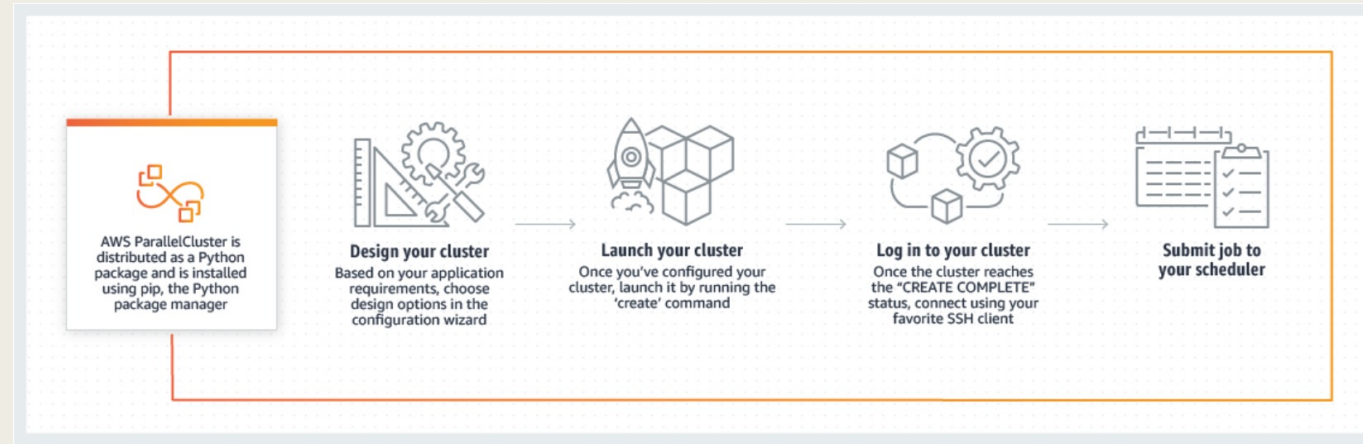 AWS ParallelCluster is
distributed as a Python
package and is installed
using pip, the Python
package manager
Design your cluster
Based on your application
requirements, choose
design options in the
configuration wizard
Launch your cluster
Once you've configured your
cluster, launch it by running the
'create' command
Log in to your cluster
Once the cluster reaches
the “CREATE COMPLETE”
status, connect using your
favorite SSH client
Submit job to
your scheduler